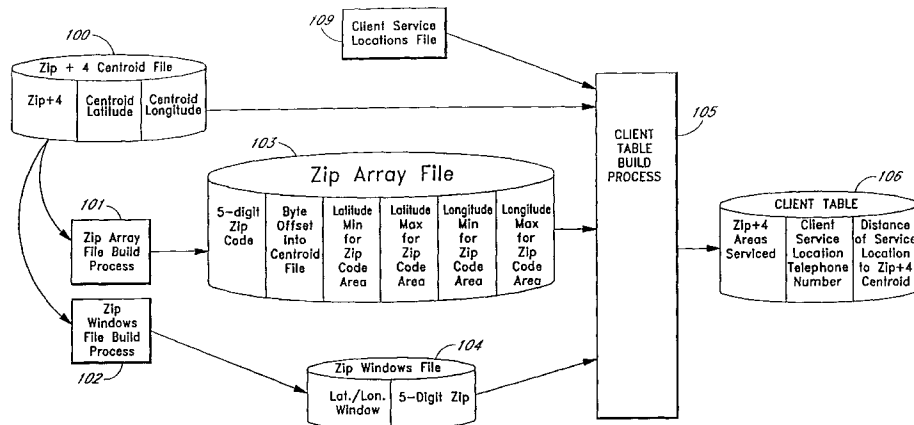 109
Client Service
Locations File
100
Zip + 4 Centroid File
Zip+4
Centroid
Latitude
Centroid
Longitude
105
CLIENT
TABLE
BUILD
PROCESS
103
Zip Array File
5-digit
Zip
Code
Byte
Offset
Into
Centroid
File
Latitude
Min
for
Zip
Code
Area
Latitude
Max
for
Zip
Code
Area
Longitude
Min
for
Zip
Code
Area
Longitude
Max
for
Zip
Code
Area
101
Zip Array
File Build
Process
106
CLIENT TABLE
Zip+4
Areas
Serviced
Client
Service
Location
Telephone
Number
Distance
of Service
Location
to Zip+4
Centroid
Zip
Windows
File Build
Process
102
104
Zip Windows File
Lat./Lon.
Window
5-Digit Zip